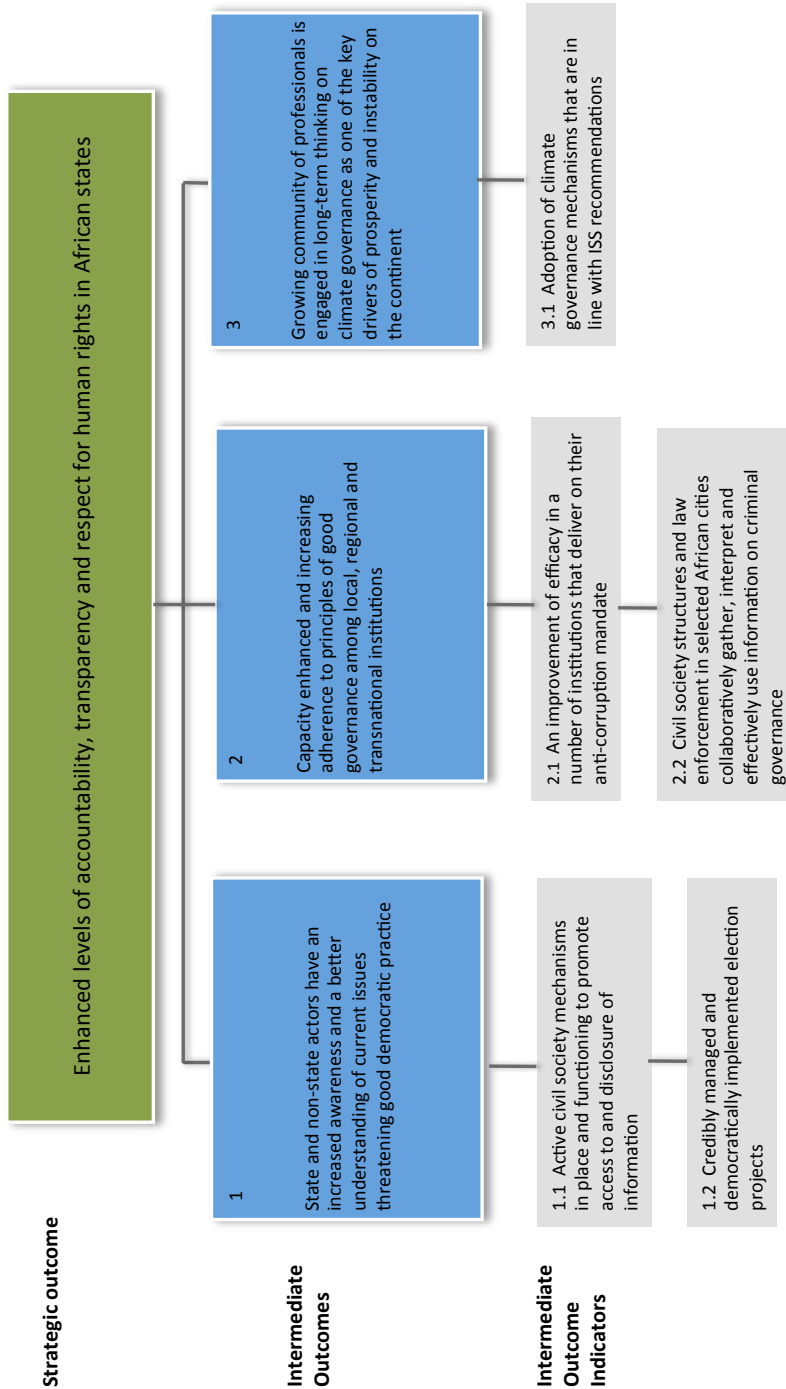 Strategic outcome
Enhanced levels of accountability, transparency and respect for human rights in African states
Intermediate
Outcomes
1
State and non-state actors have an
increased awareness and a better
understanding of current issues
threatening good democratic practice
2
Capacity enhanced and increasing
adherence to principles of good
governance among local, regional and
transnational institutions
3
Growing community of professionals is
engaged in long-term thinking on
climate governance as one of the key
drivers of prosperity and instability on
the continent
Intermediate
Outcome
Indicators
1.1 Active civil society mechanisms
in place and functioning to promote
access to and disclosure of
information
1.2 Credibly managed and
democratically implemented election
projects
2.1 An improvement of efficacy in a
number of institutions that deliver on their
anti-corruption mandate
2.2 Civil society structures and law
enforcement in selected African cities
collaboratively gather, interpret and
effectively use information on criminal
governance
3.1 Adoption of climate
governance mechanisms that are in
line with ISS recommendations